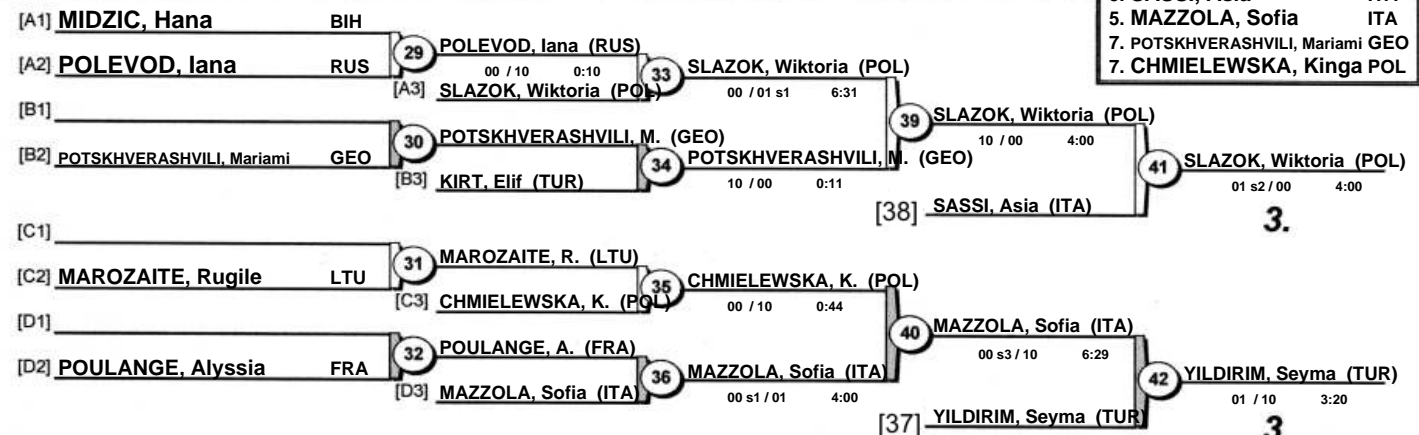 5. MAZZOLA, Sofia ITA
7. POTSKHVERASHVILI, Mariami GEO
7. CHMIELEWSKA, Kinga POL
[A1] MIDZIC, Hana BIH
29 POLEVOD, Iana (RUS)
[A2] POLEVOD, Iana RUS
00 / 10 0:10
[A3] SLAZOK, Wiktoria (POL)
33 SLAZOK, Wiktoria (POL)
00 / 01 s1 6:31
[B1]
30 POTSKHVERASHVILI, M. (GEO)
[B2] POTSKHVERASHVILI, Mariami GEO
[B3] KIRT, Elif (TUR)
34 POTSKHVERASHVILI, M. (GEO)
10 / 00 0:11
39 SLAZOK, Wiktoria (POL)
10 / 00 4:00
[38] SASSI, Asia (ITA)
41 SLAZOK, Wiktoria (POL)
01 s2 / 00 4:00
3.
[C1]
31 MAROZAITE, R. (LTU)
[C2] MAROZAITE, Rugile LTU
[C3] CHMIELEWSKA, K. (POL)
35 CHMIELEWSKA, K. (POL)
00 / 10 0:44
[D1]
32 POULANGE, A. (FRA)
[D2] POULANGE, Alyssia FRA
[D3] MAZZOLA, Sofia (ITA)
36 MAZZOLA, Sofia (ITA)
00 s1 / 01 4:00
40 MAZZOLA, Sofia (ITA)
00 s3 / 10 6:29
[37] YILDIRIM, Seyma (TUR)
42 YILDIRIM, Seyma (TUR)
01 / 10 3:20
3